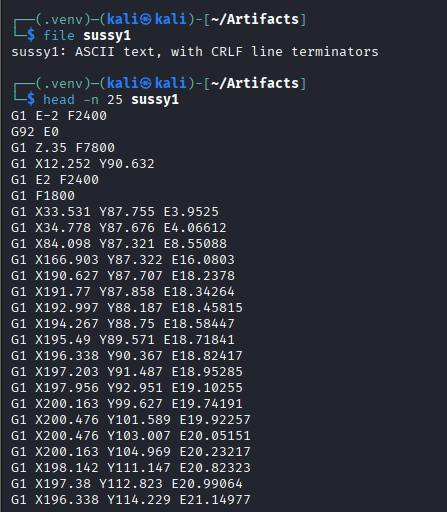 ┌──(.venv)─(kali㉿kali)-[~/Artifacts]
└─$ file sussy1
sussy1: ASCII text, with CRLF line terminators
┌──(.venv)─(kali㉿kali)-[~/Artifacts]
└─$ head -n 25 sussy1
G1 E-2 F2400
G92 E0
G1 Z.35 F7800
G1 X12.252 Y90.632
G1 E2 F2400
G1 F1800
G1 X33.531 Y87.755 E3.9525
G1 X34.778 Y87.676 E4.06612
G1 X84.098 Y87.321 E8.55088
G1 X166.903 Y87.322 E16.0803
G1 X190.627 Y87.707 E18.2378
G1 X191.77 Y87.858 E18.34264
G1 X192.997 Y88.187 E18.45815
G1 X194.267 Y88.75 E18.58447
G1 X195.49 Y89.571 E18.71841
G1 X196.338 Y90.367 E18.82417
G1 X197.203 Y91.487 E18.95285
G1 X197.956 Y92.951 E19.10255
G1 X200.163 Y99.627 E19.74191
G1 X200.476 Y101.589 E19.92257
G1 X200.476 Y103.007 E20.05151
G1 X200.163 Y104.969 E20.23217
G1 X198.142 Y111.147 E20.82323
G1 X197.38 Y112.823 E20.99064
G1 X196.338 Y114.229 E21.14977